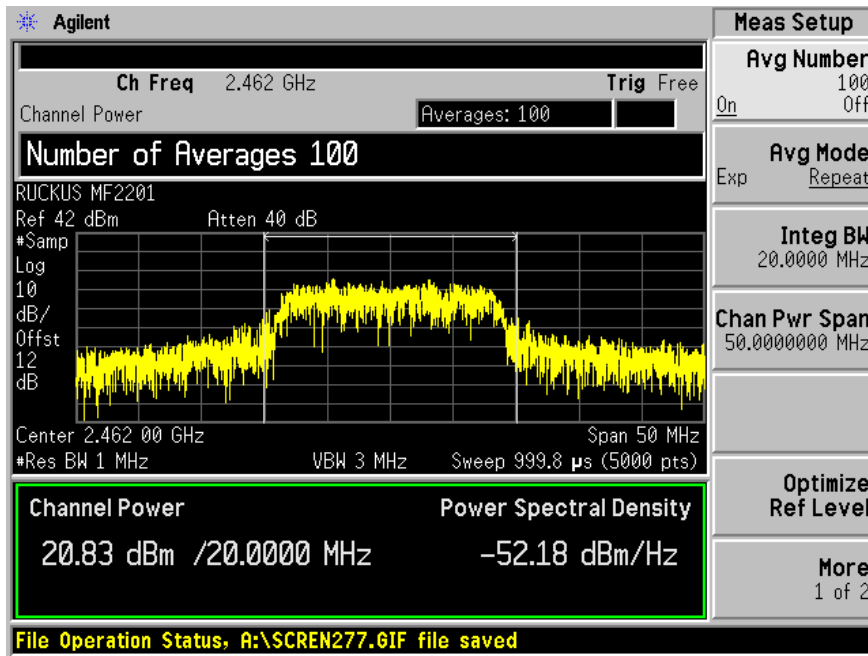 Agilent
Meas Setup
Ch Freq 2.462 GHz Trig Free
Channel Power Averages: 100
Number of Averages 100
RUCKUS MF2201
Ref 42 dBm Atten 40 dB
#Samp
Log
10
dB/
Offst
12
dB
Center 2.462 00 GHz Span 50 MHz
#Res BW 1 MHz VBW 3 MHz Sweep 999.8 µs (5000 pts)
Channel Power Power Spectral Density
20.83 dBm /20.0000 MHz -52.18 dBm/Hz
File Operation Status, A:\SCREN277.GIF file saved
Avg Number
100
On Off
Avg Mode
Exp Repeat
Integ BW
20.0000 MHz
Chan Pwr Span
50.0000000 MHz
Optimize
Ref Level
More
1 of 2